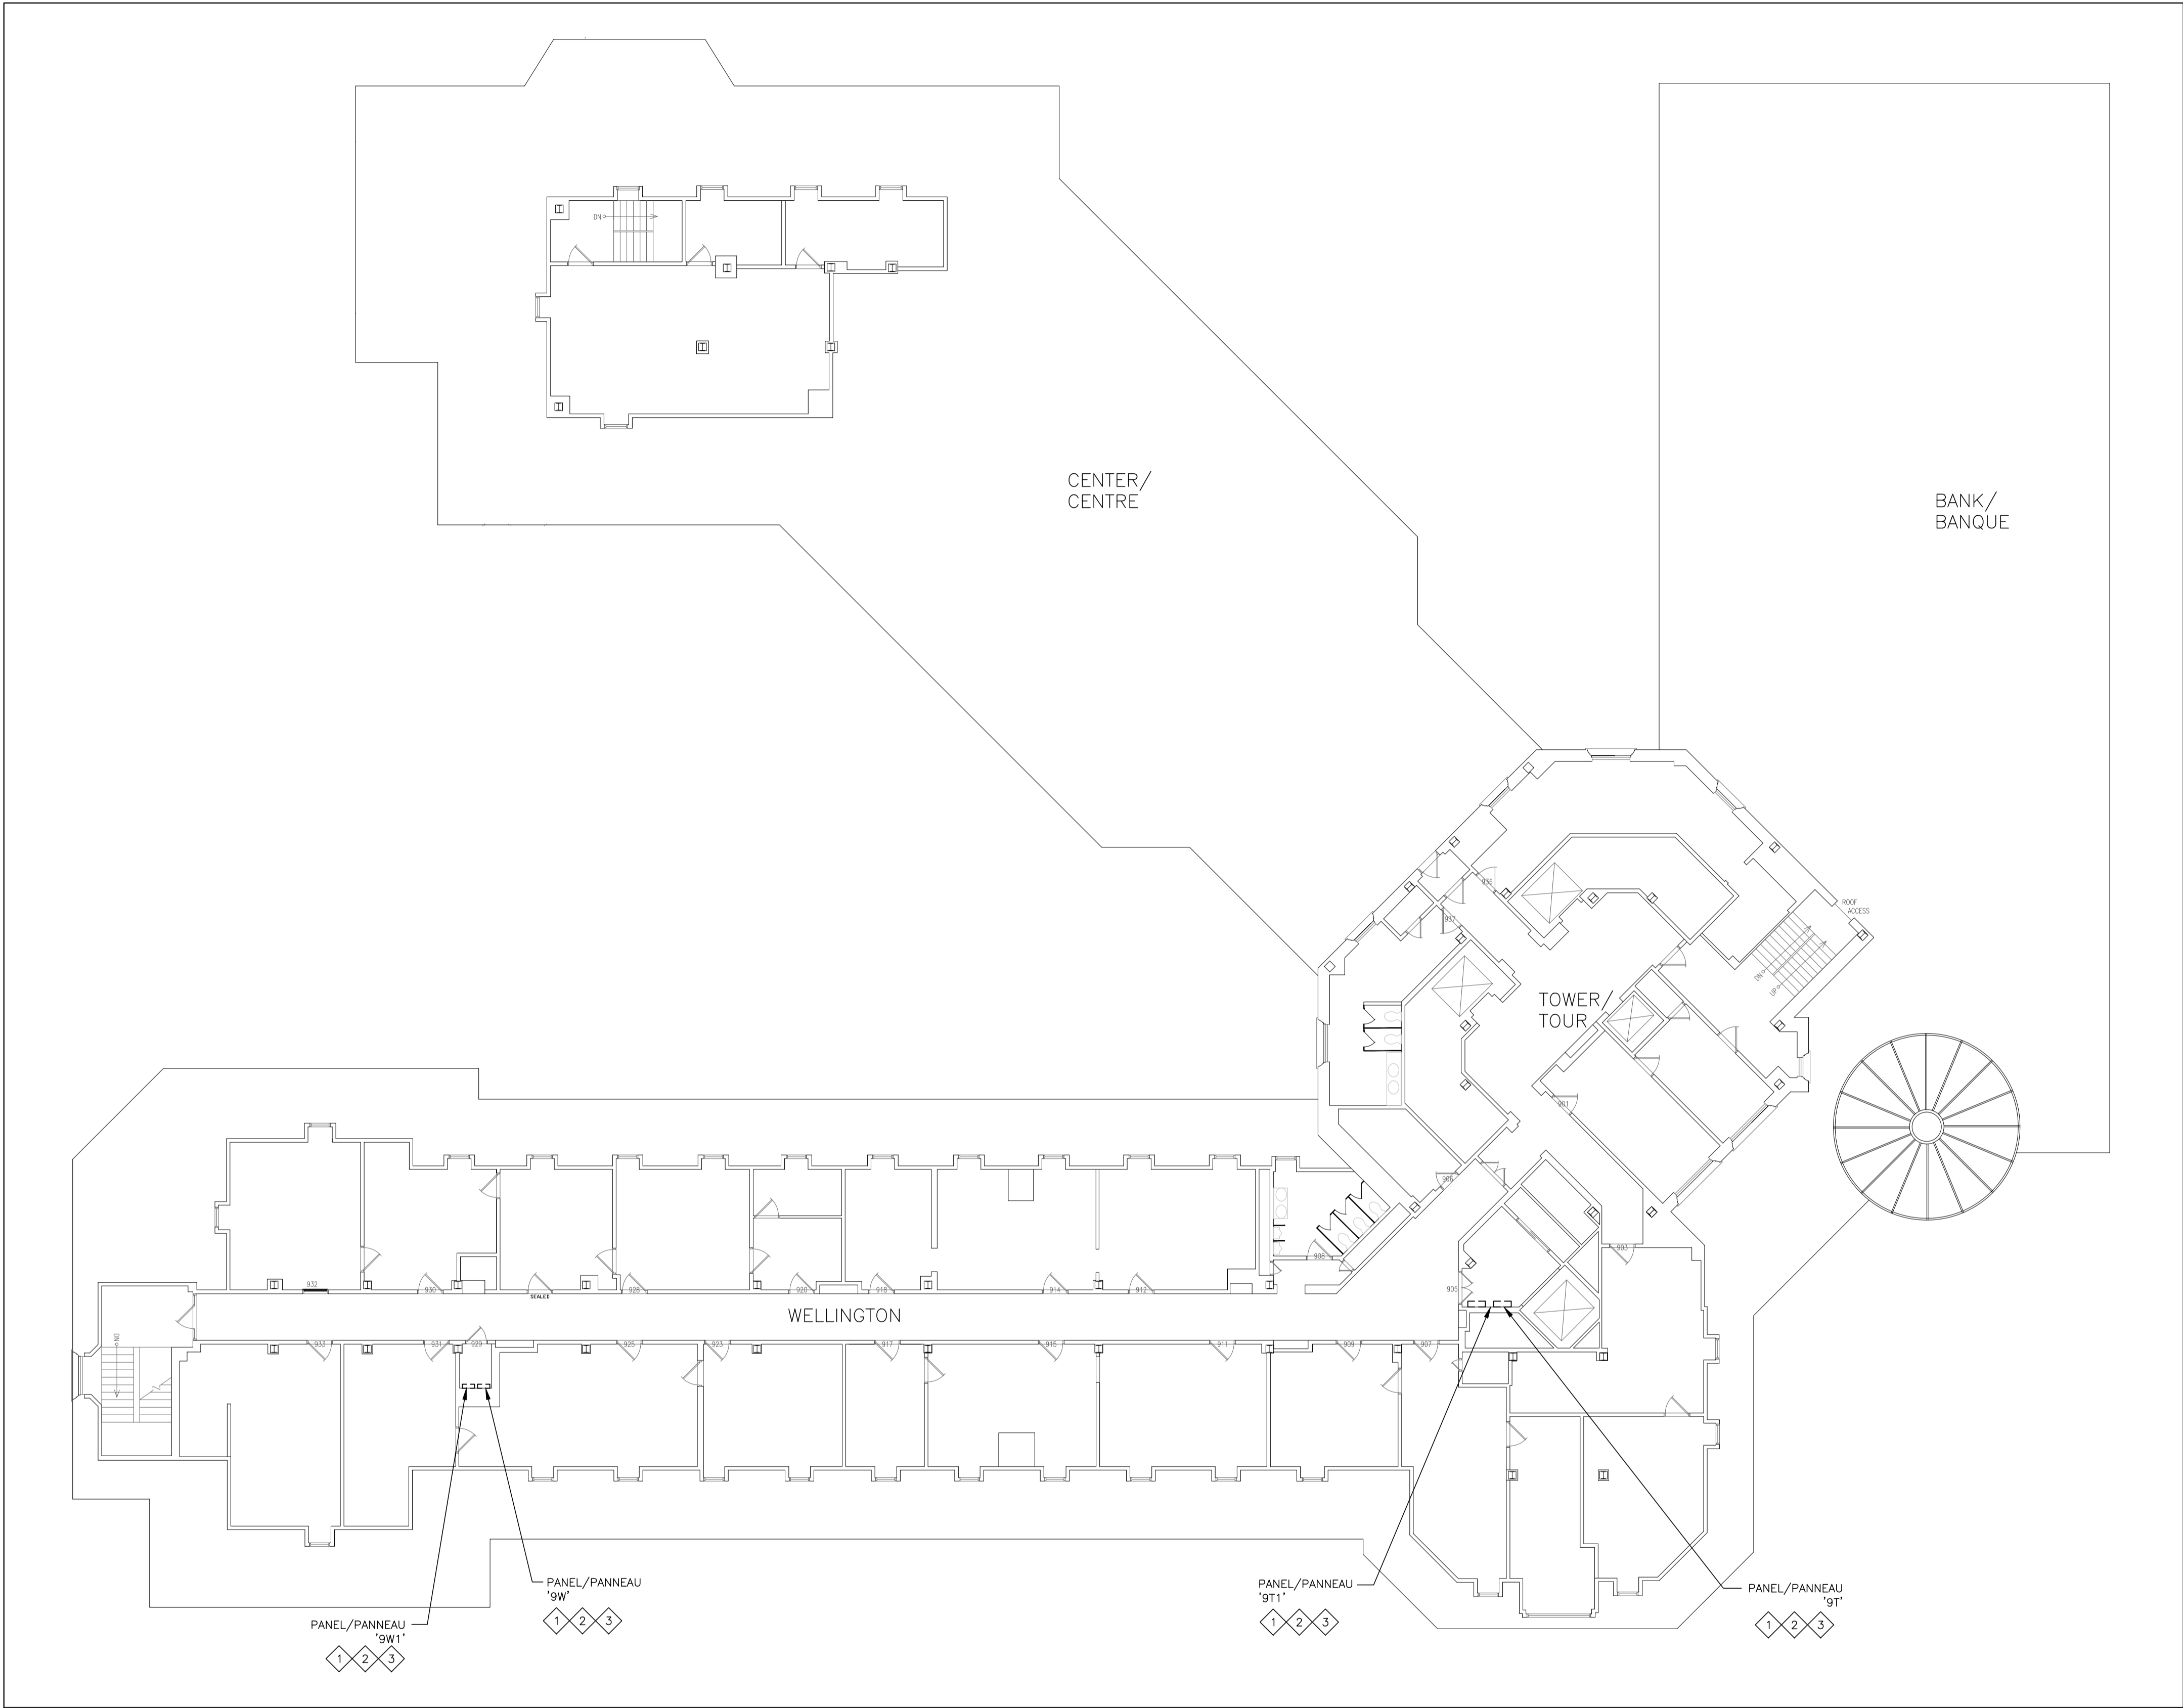 DN
CENTER/
CENTRE
BANK/
BANQUE
936
937
ROOF
ACCESS
DN
UP
TOWER/
TOUR
901
906
908
903
905
932
930
SEALED
928
920
918
914
912
WELLINGTON
DN
933
931
929
925
923
917
915
911
909
907
PANEL/PANNEAU
'9W'
1 2 3
PANEL/PANNEAU
'9W1'
1 2 3
PANEL/PANNEAU
'9T1'
1 2 3
PANEL/PANNEAU
'9T'
1 2 3